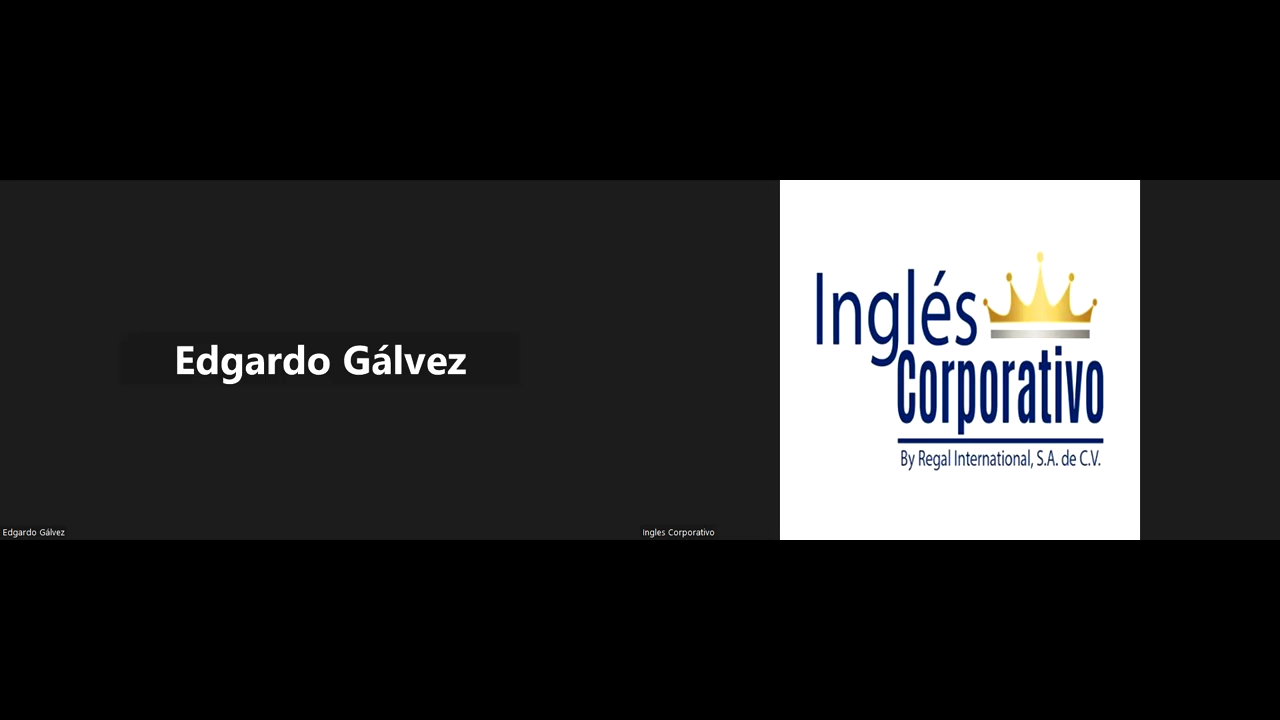 Edgardo Gálvez
Edgardo Gálvez
Inglés
Corporativo
By Regal International, S.A. de C.V.
Ingles Corporativo